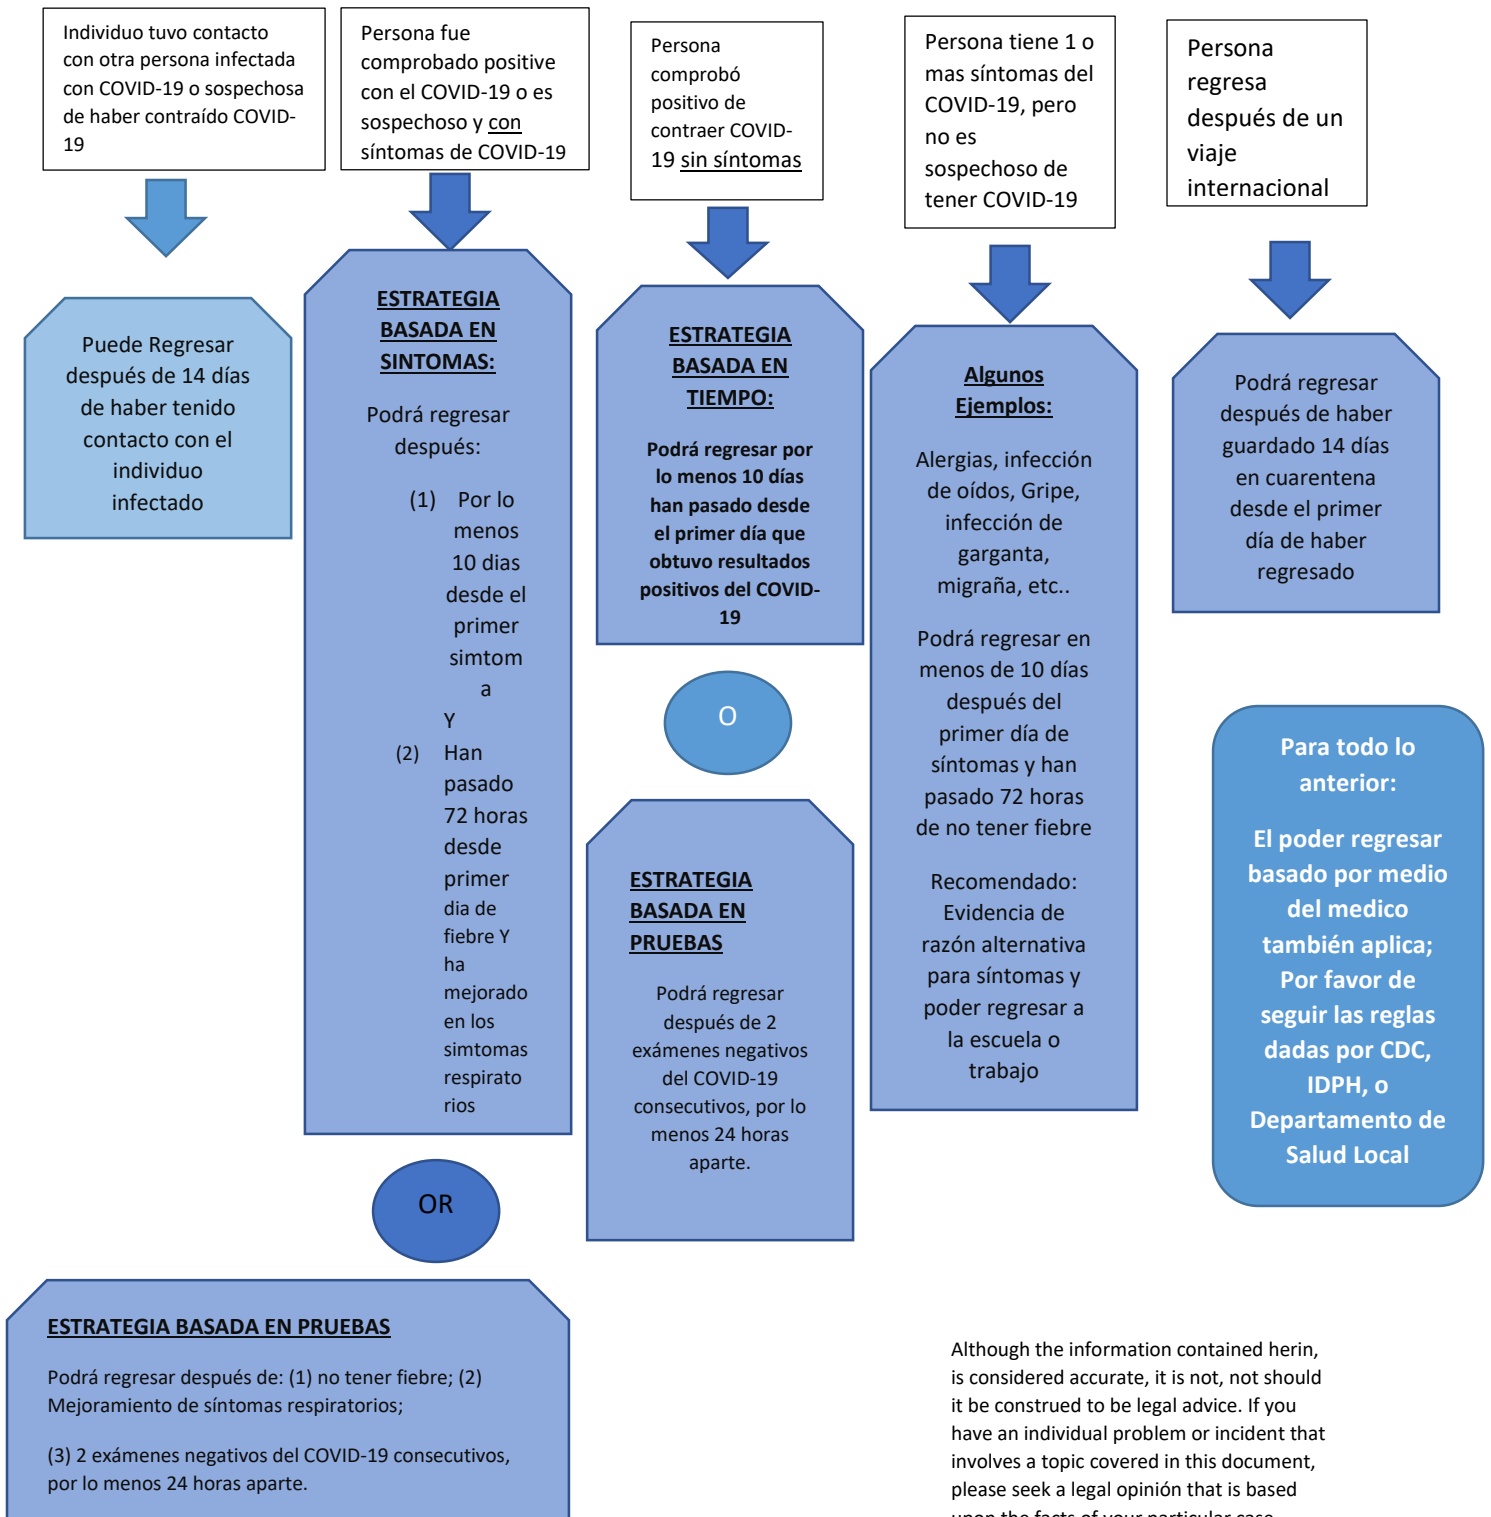 Individuo tuvo contacto
con otra persona infectada
con COVID-19 o sospechosa
de haber contraído COVID-
19
Persona fue
comprobado positive
con el COVID-19 o es
sospechoso y con
síntomas de COVID-19
Persona
comprobó
positivo de
contraer COVID-
19 sin síntomas
Persona tiene 1 o
mas síntomas del
COVID-19, pero
no es
sospechoso de
tener COVID-19
Persona
regresa
después de un
viaje
internacional
Puede Regresar
después de 14 días
de haber tenido
contacto con el
individuo
infectado
ESTRATEGIA
BASADA EN
SINTOMAS:
Podrá regresar
después:
(1) Por lo
menos
10 dias
desde el
primer
simtom
a
Y
(2) Han
pasado
72 horas
desde
primer
dia de
fiebre Y
ha
mejorado
en los
simtomas
respirato
rios
OR
ESTRATEGIA BASADA EN PRUEBAS
Podrá regresar después de: (1) no tener fiebre; (2)
Mejoramiento de síntomas respiratorios;
(3) 2 exámenes negativos del COVID-19 consecutivos,
por lo menos 24 horas aparte.
ESTRATEGIA
BASADA EN
TIEMPO:
Podrá regresar por
lo menos 10 días
han pasado desde
el primer día que
obtuvo resultados
positivos del COVID-
19
O
ESTRATEGIA
BASADA EN
PRUEBAS
Podrá regresar
después de 2
exámenes negativos
del COVID-19
consecutivos, por lo
menos 24 horas
aparte.
Algunos
Ejemplos:
Alergias, infección
de oídos, Gripe,
infección de
garganta,
migraña, etc..
Podrá regresar en
menos de 10 días
después del
primer día de
síntomas y han
pasado 72 horas
de no tener fiebre
Recomendado:
Evidencia de
razón alternativa
para síntomas y
poder regresar a
la escuela o
trabajo
Podrá regresar
después de haber
guardado 14 días
en cuarentena
desde el primer
día de haber
regresado
Para todo lo
anterior:
El poder regresar
basado por medio
del medico
también aplica;
Por favor de
seguir las reglas
dadas por CDC,
IDPH, o
Departamento de
Salud Local
Although the information contained herin,
is considered accurate, it is not, not should
it be construed to be legal advice. If you
have an individual problem or incident that
involves a topic covered in this document,
please seek a legal opinión that is based
upon the facts of your particular case